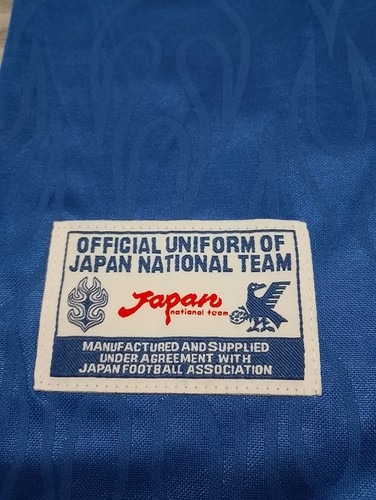 OFFICIAL UNIFORM OF
JAPAN NATIONAL TEAM
Japan
national team
MANUFACTURED AND SUPPLIED
UNDER AGREEMENT WITH
JAPAN FOOTBALL ASSOCIATION